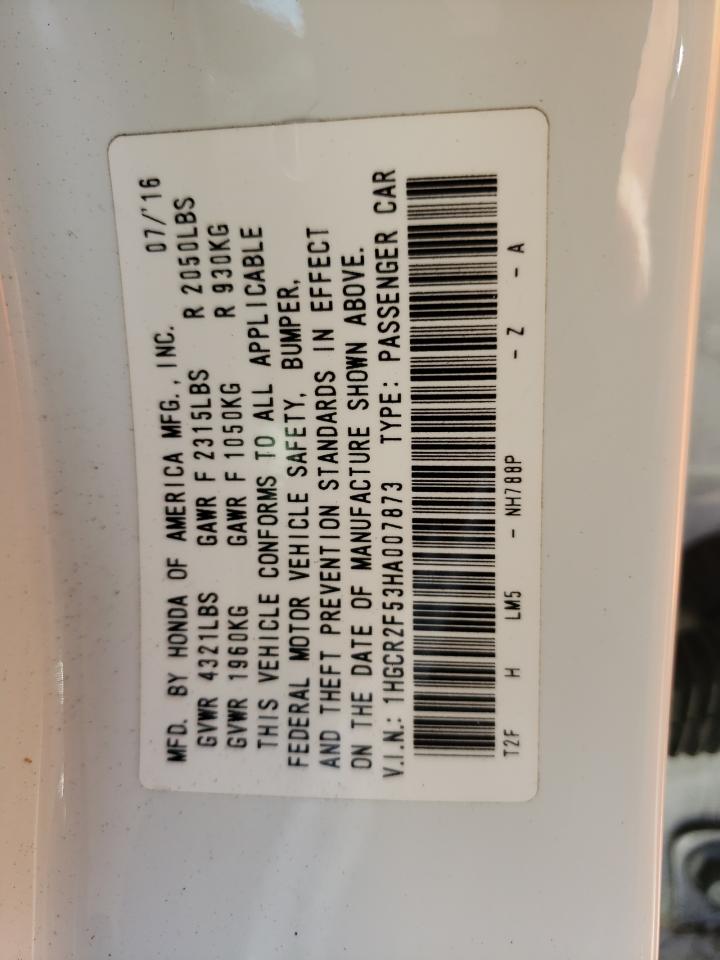 MFD. BY HONDA OF AMERICA MFG., INC. 07/'16
GVWR 4321LBS GAWR F 2315LBS R 2050LBS
GVWR 1960KG GAWR F 1050KG R 930KG
THIS VEHICLE CONFORMS TO ALL APPLICABLE
FEDERAL MOTOR VEHICLE SAFETY, BUMPER,
AND THEFT PREVENTION STANDARDS IN EFFECT
ON THE DATE OF MANUFACTURE SHOWN ABOVE.
V.I.N.: 1HGCR2F53HA007873 TYPE: PASSENGER CAR
T2F H LM5 - NH788P - Z - A